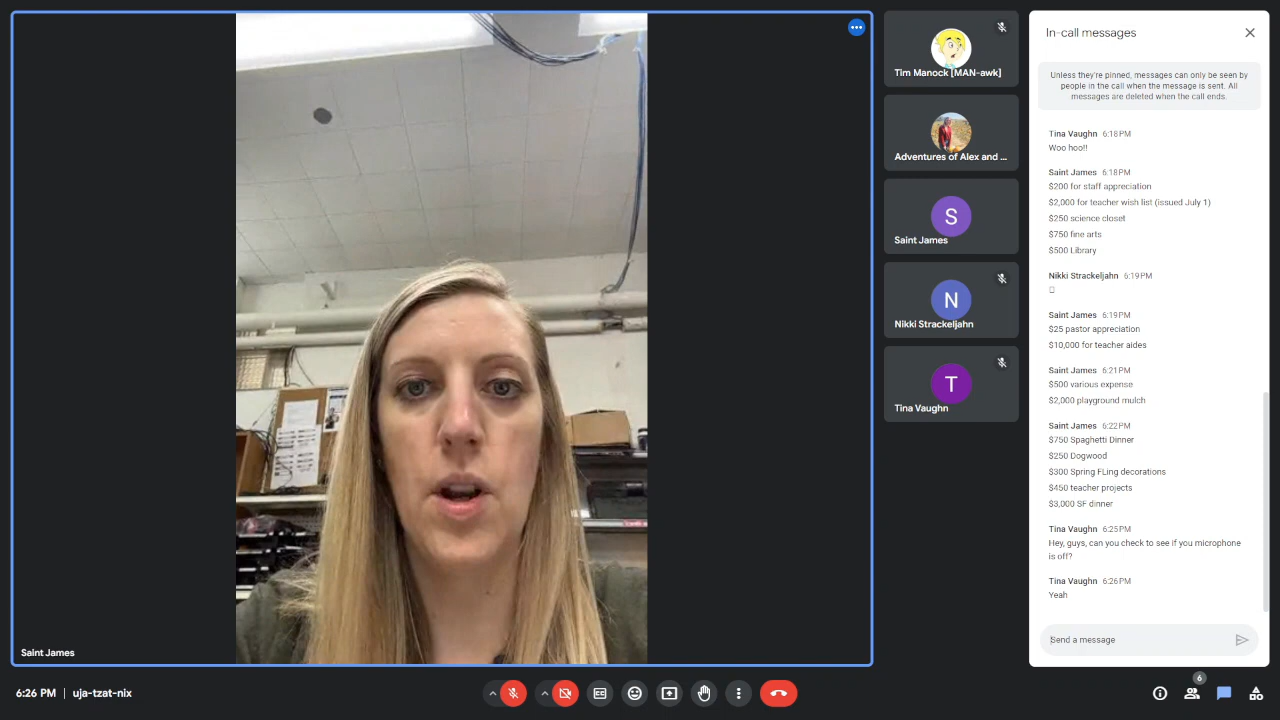 Saint James
6:26 PM | uja-tzat-nix
Tim Manock [MAN-awk]
Adventures of Alex and ...
S
Saint James
N
Nikki Strackeljahn
T
Tina Vaughn
In-call messages
Unless they're pinned, messages can only be seen by
people in the call when the message is sent. All
messages are deleted when the call ends.
Tina Vaughn 6:18 PM
Woo hoo!!
Saint James 6:18 PM
$200 for staff appreciation
$2,000 for teacher wish list (issued July 1)
$250 science closet
$750 fine arts
$500 Library
Nikki Strackeljahn 6:19 PM
Saint James 6:19 PM
$25 pastor appreciation
$10,000 for teacher aides
Saint James 6:21 PM
$500 various expense
$2,000 playground mulch
Saint James 6:22 PM
$750 Spaghetti Dinner
$250 Dogwood
$300 Spring FLing decorations
$450 teacher projects
$3,000 SF dinner
Tina Vaughn 6:25 PM
Hey, guys, can you check to see if you microphone
is off?
Tina Vaughn 6:26 PM
Yeah
Send a message
6